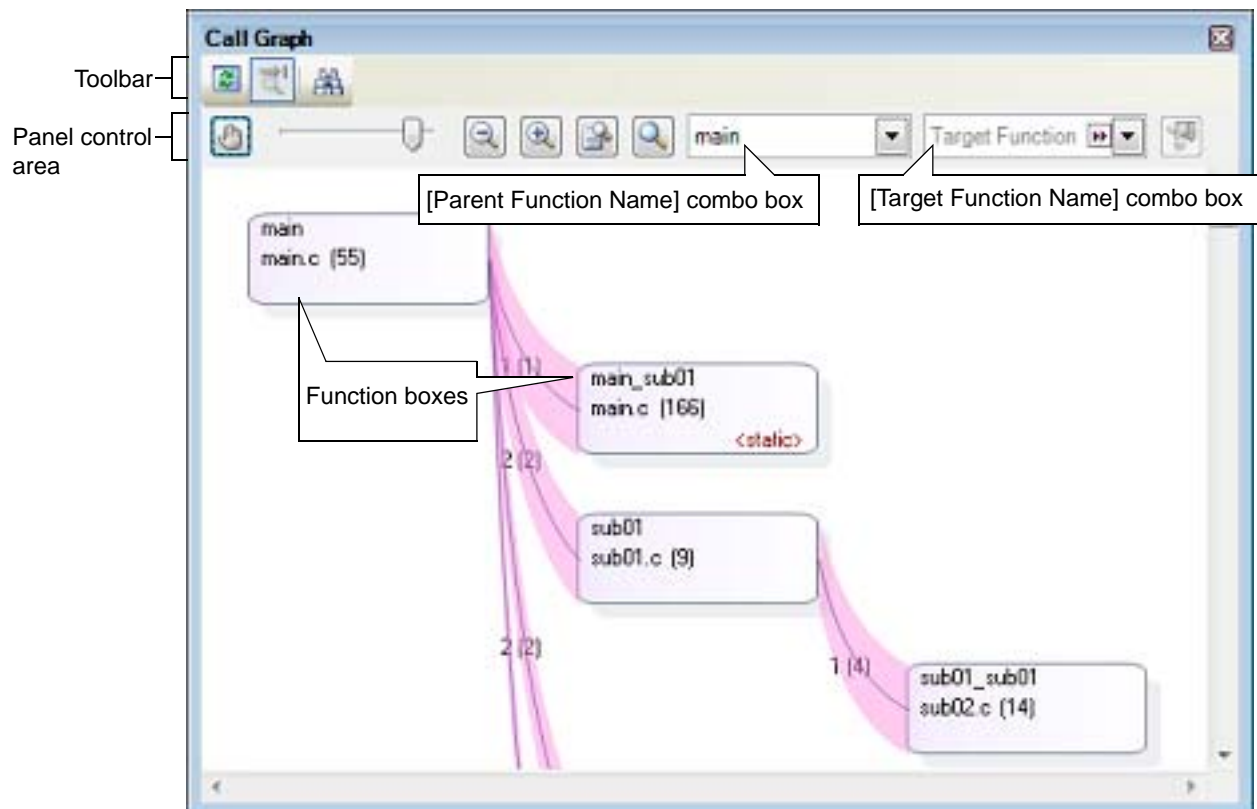 Call Graph
Toolbar
Panel control
area
main
Target Function
[Parent Function Name] combo box
[Target Function Name] combo box
main
main.c (55)
Function boxes
1 (1)
main_sub01
main.c (166)
<static>
2 (2)
sub01
sub01.c (9)
2 (2)
1 (4)
sub01_sub01
sub02.c (14)